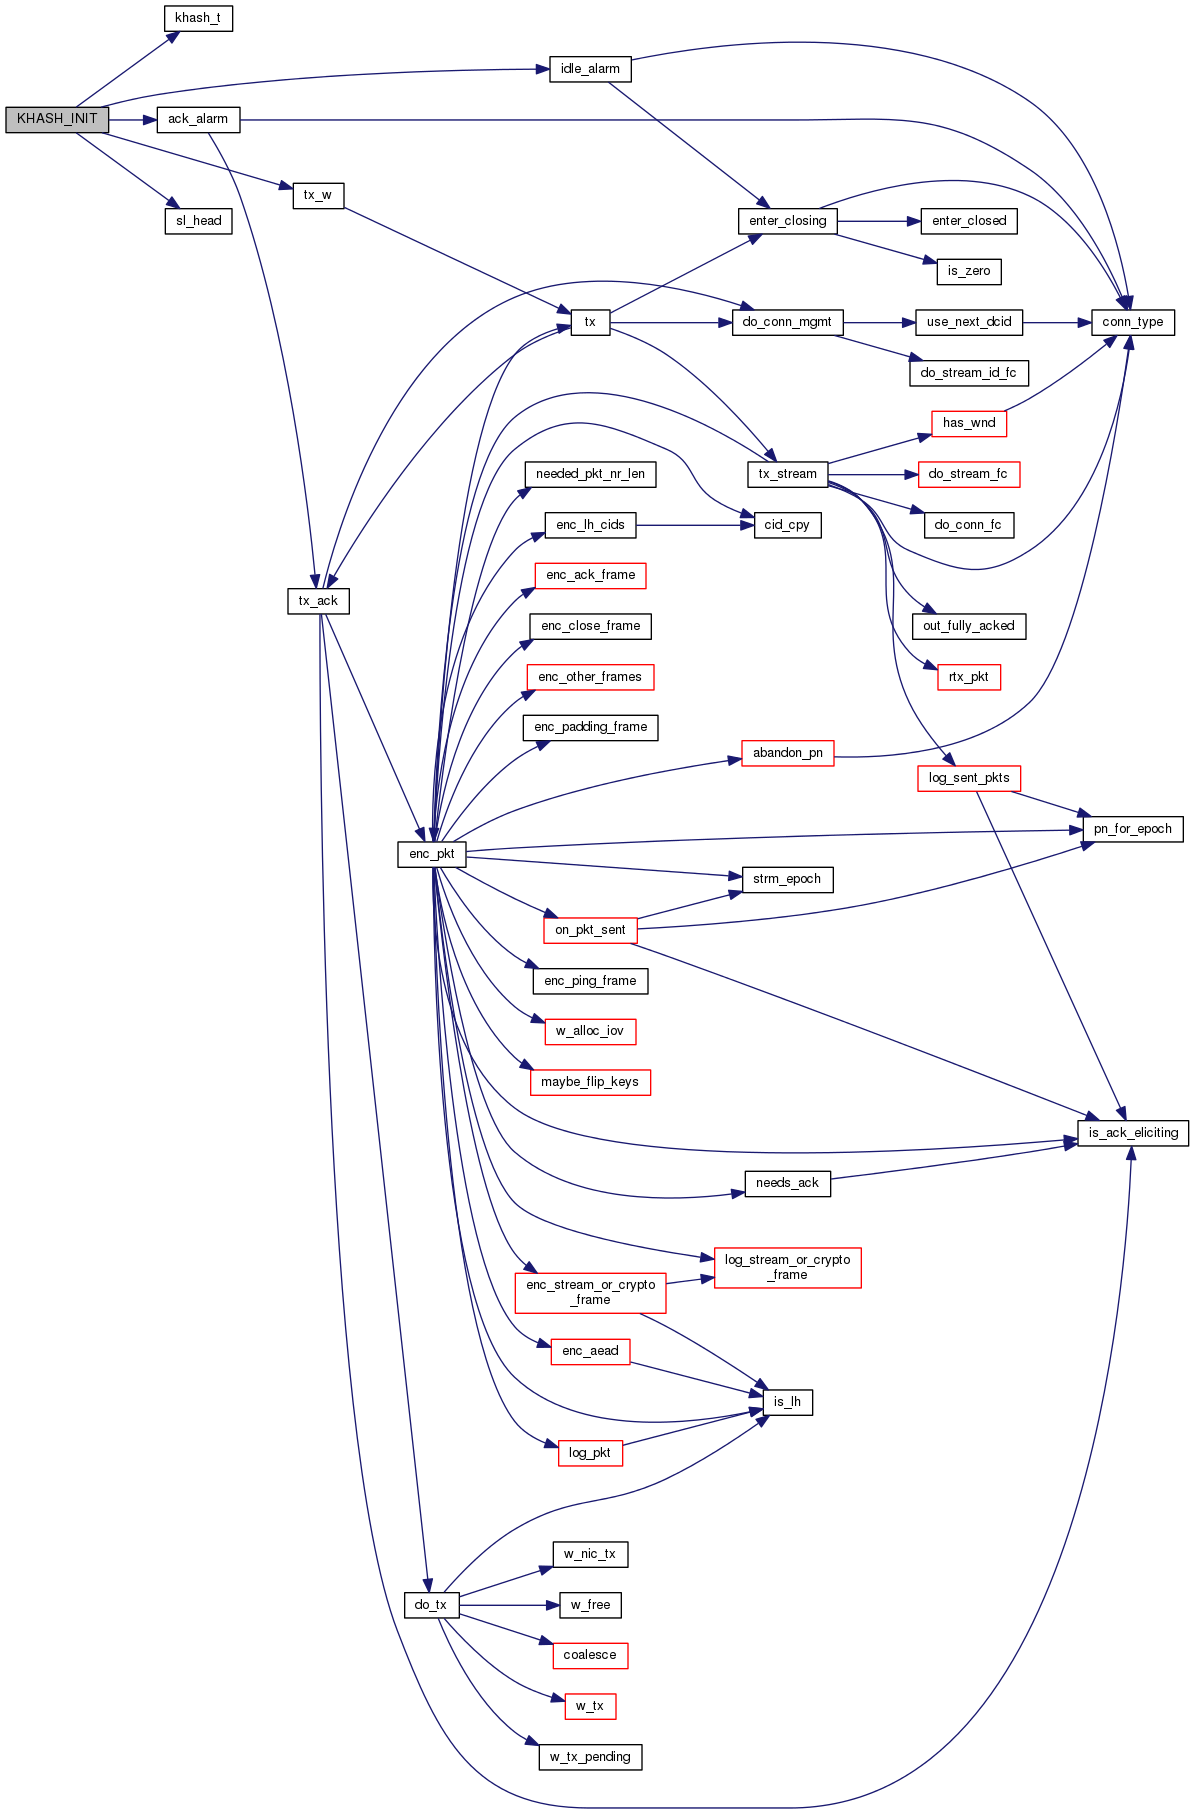 khash_t
idle_alarm
KHASH_INIT
ack_alarm
tx_w
sl_head
enter_closing
enter_closed
is_zero
tx
do_conn_mgmt
use_next_dcid
conn_type
do_stream_id_fc
has_wnd
needed_pkt_nr_len
tx_stream
do_stream_fc
enc_lh_cids
cid_cpy
do_conn_fc
enc_ack_frame
tx_ack
enc_close_frame
out_fully_acked
enc_other_frames
rtx_pkt
enc_padding_frame
abandon_pn
log_sent_pkts
pn_for_epoch
enc_pkt
strm_epoch
on_pkt_sent
enc_ping_frame
w_alloc_iov
maybe_flip_keys
is_ack_eliciting
needs_ack
log_stream_or_crypto
_frame
enc_stream_or_crypto
_frame
enc_aead
is_lh
log_pkt
w_nic_tx
do_tx
w_free
coalesce
w_tx
w_tx_pending